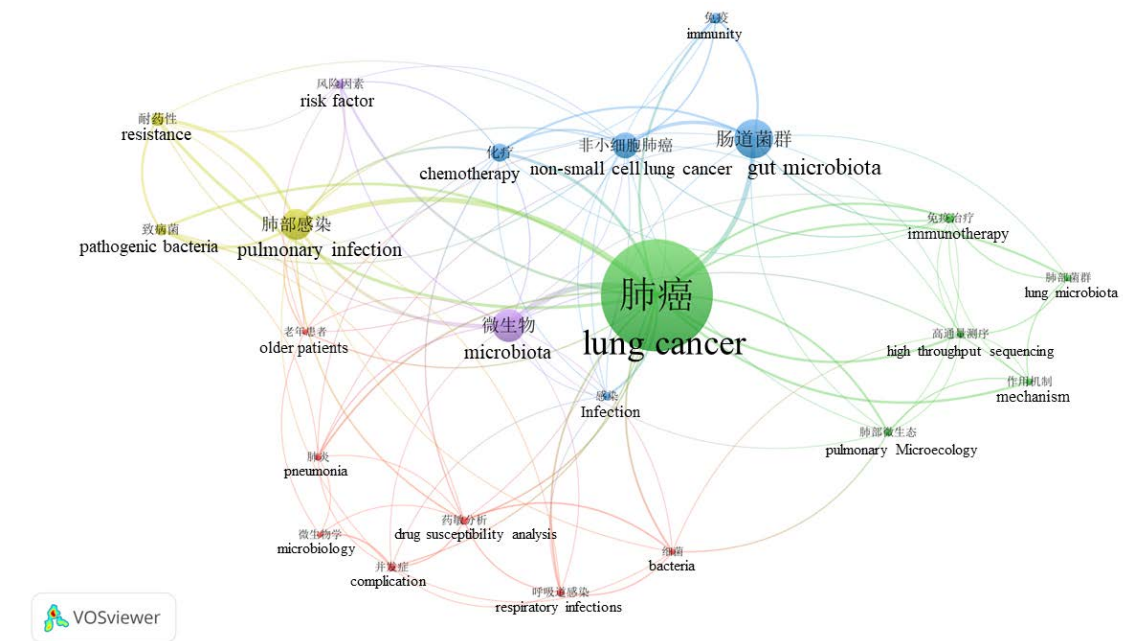 免疫
immunity
风险因素
risk factor
耐药性
resistance
化疗
chemotherapy
非小细胞肺癌
non-small cell lung cancer
肠道菌群
gut microbiota
致病菌
pathogenic bacteria
肺部感染
pulmonary infection
免疫治疗
immunotherapy
肺部菌群
lung microbiota
肺癌
lung cancer
微生物
microbiota
老年患者
older patients
高通量测序
high throughput sequencing
作用机制
mechanism
感染
Infection
肺部微生态
pulmonary Microecology
肺炎
pneumonia
药敏分析
drug susceptibility analysis
微生物学
microbiology
并发症
complication
细菌
bacteria
呼吸道感染
respiratory infections
VOSviewer